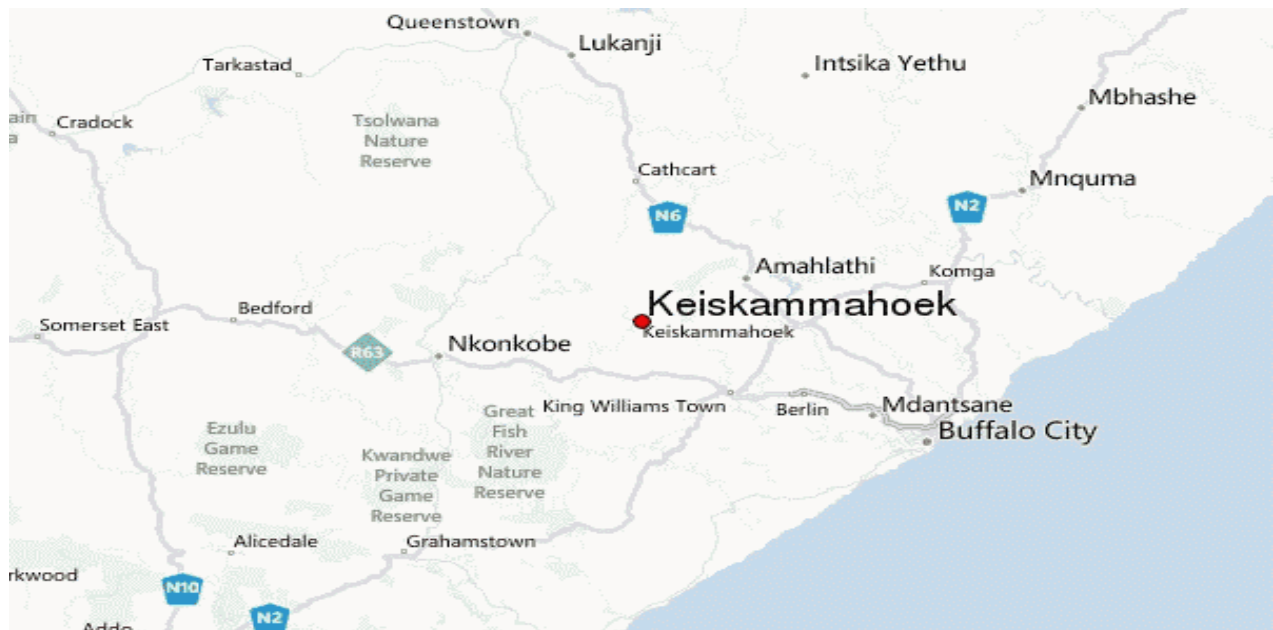 Queenstown
Lukanji
Tarkastad
Intsika Yethu
Mbhashe
Cradock
Tsolwana
Nature
Reserve
Cathcart
Mnquma
N6
N2
Amahlathi
Komga
Keiskammahoek
Keiskammahoek
Bedford
Somerset East
R63
Nkonkobe
King Williams Town
Berlin
Mdantsane
Buffalo City
Great
Fish
River
Nature
Reserve
Ezulu
Game
Reserve
Kwandwe
Private
Game
Reserve
Alicedale
Grahamstown
rkwood
N10
N2